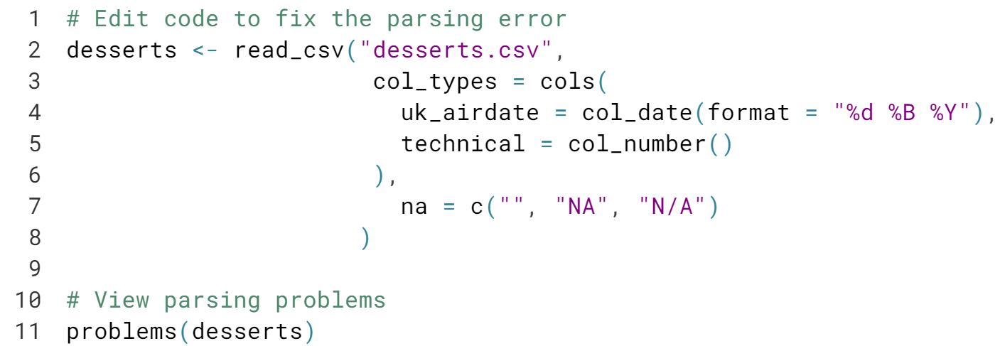 1 # Edit code to fix the parsing error
2 desserts <- read_csv("desserts.csv",
3 col_types = cols(
4 uk_airdate = col_date(format = "%d %B %Y"),
5 technical = col_number()
6 ),
7 na = c("", "NA", "N/A")
8 )
9
10 # View parsing problems
11 problems(desserts)